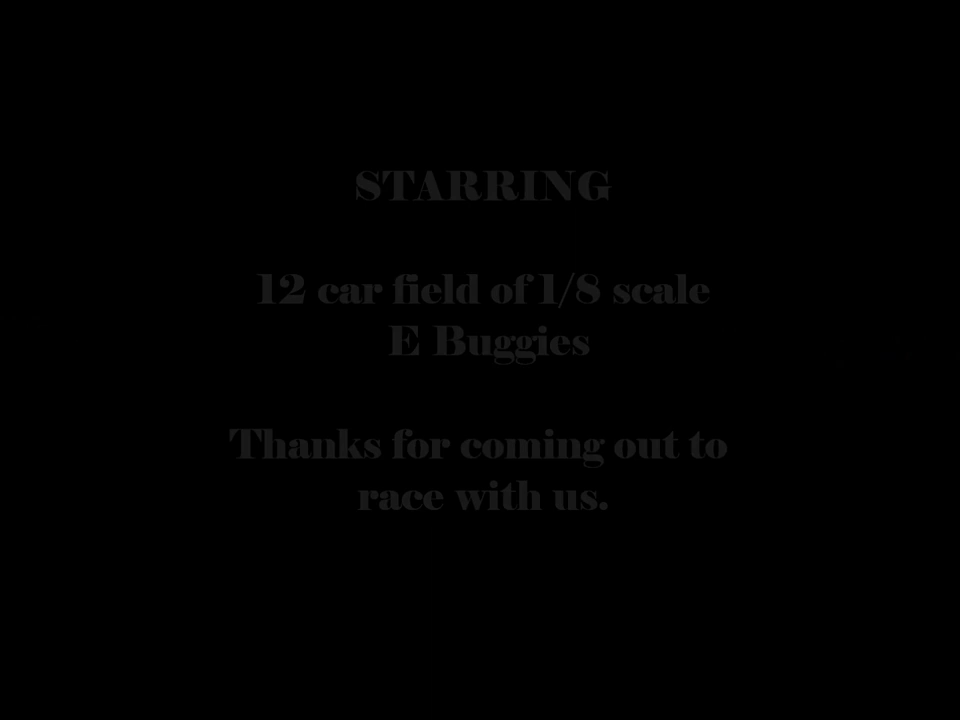 STARRING
12 car field of 1/8 scale
E Buggies
Thanks for coming out to
race with us.